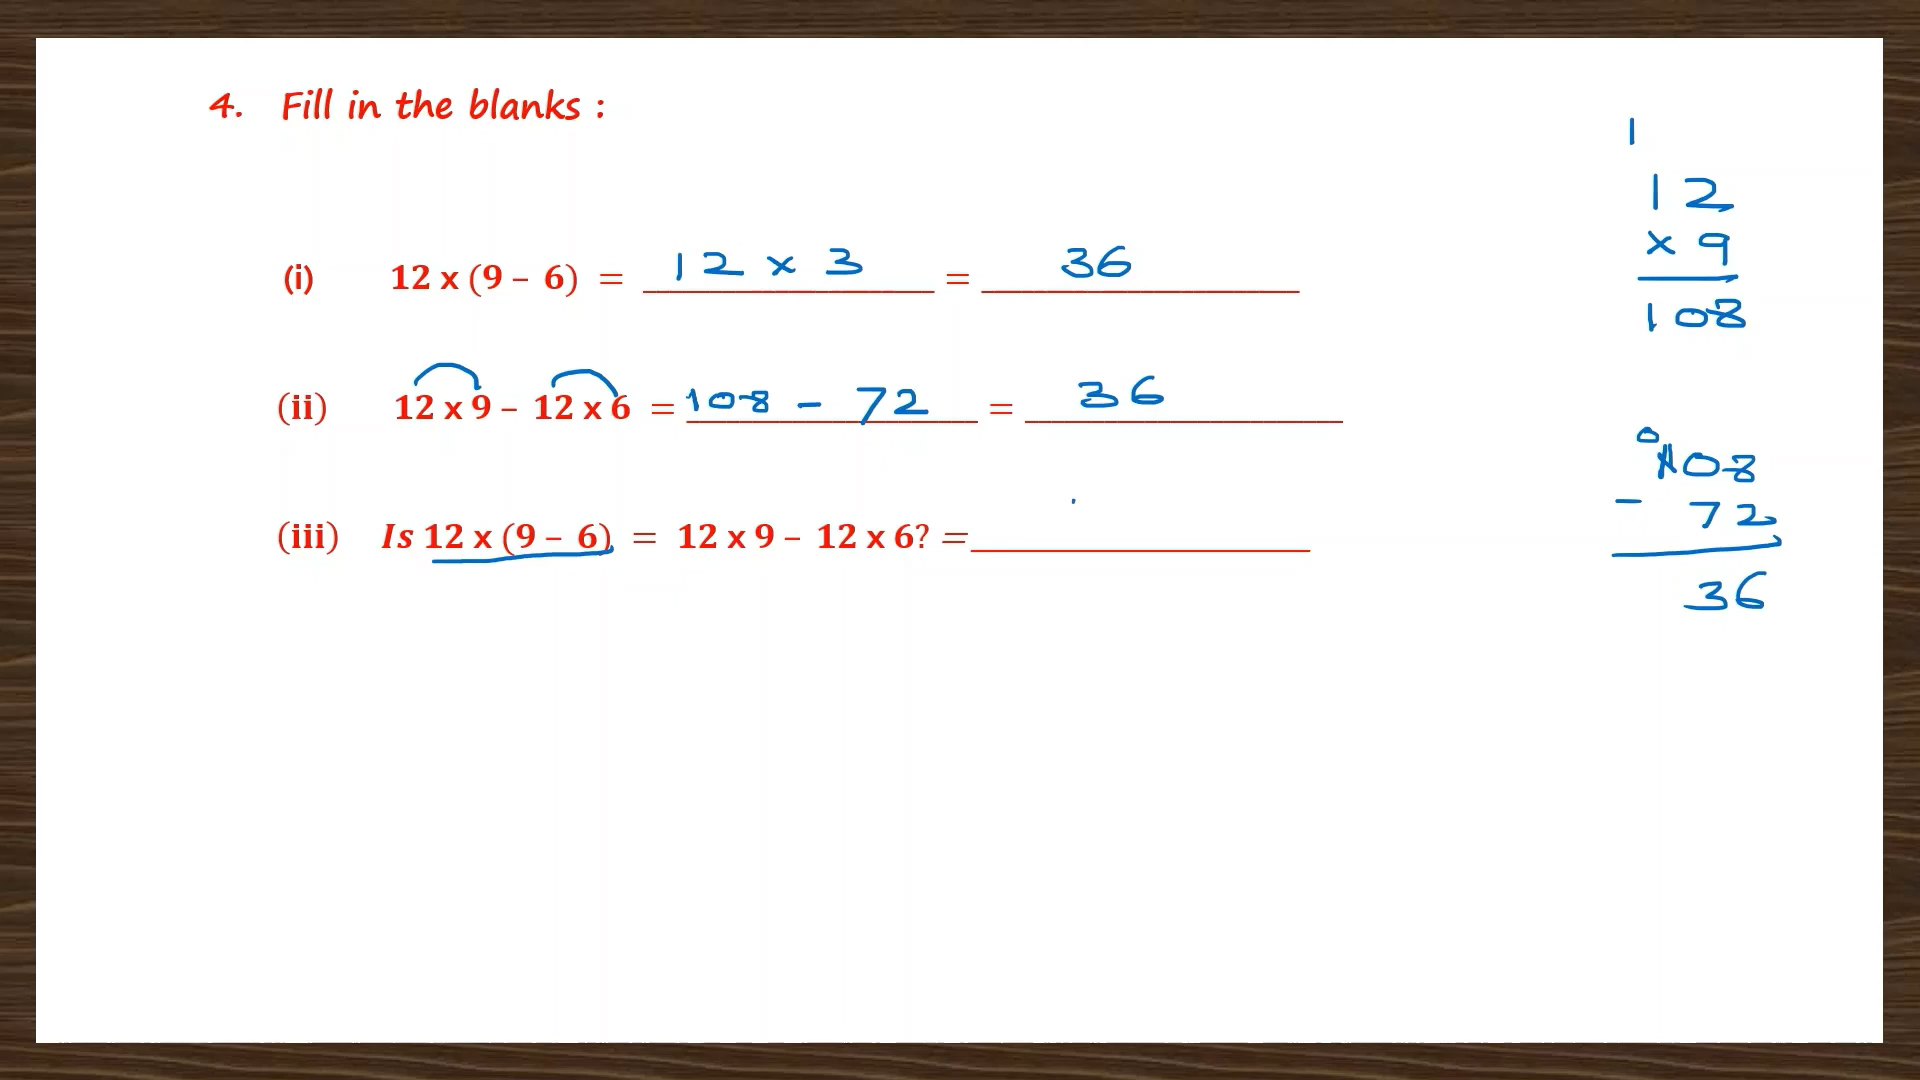 4. Fill in the blanks :
(i) 12 x (9 – 6) = 12 × 3 = 36
(ii) 12 x 9 – 12 x 6 = 108 - 72 = 36
(iii) Is 12 x (9 – 6) = 12 x 9 – 12 x 6? = ____________
1
12
× 9
108
0
108
- 72
36